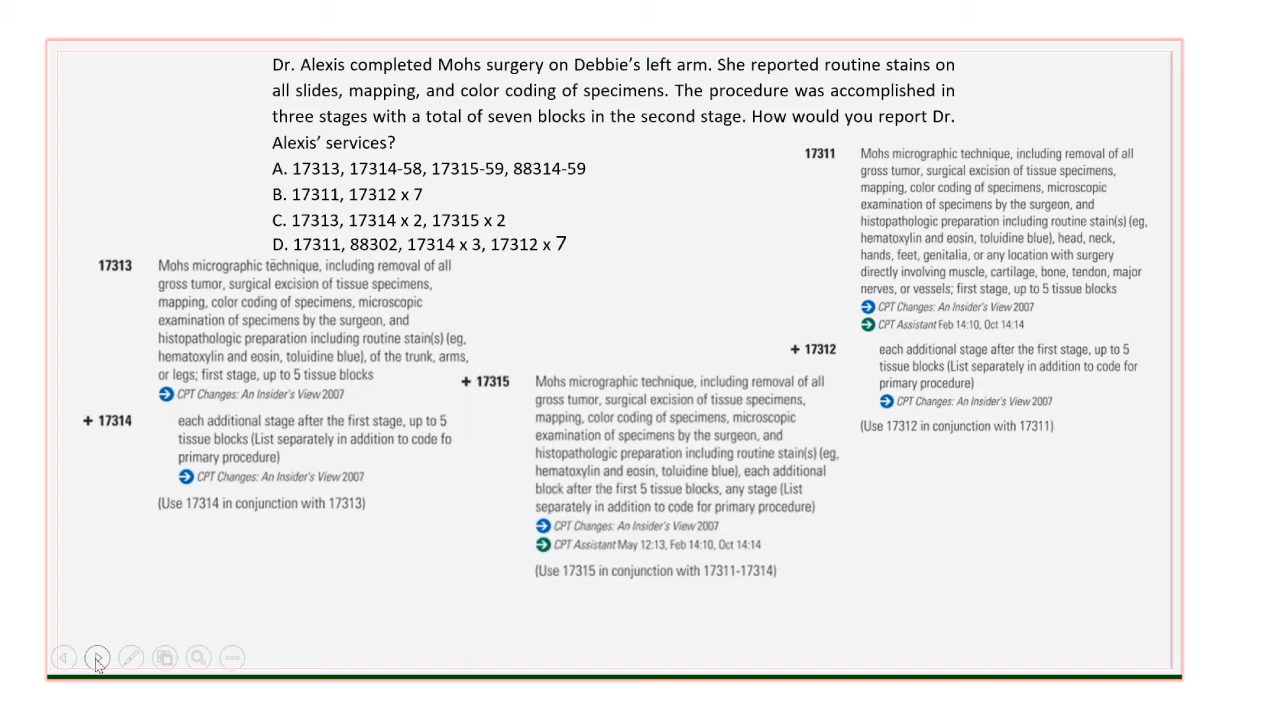 Dr. Alexis completed Mohs surgery on Debbie’s left arm. She reported routine stains on
all slides, mapping, and color coding of specimens. The procedure was accomplished in
three stages with a total of seven blocks in the second stage. How would you report Dr.
Alexis’ services?
A. 17313, 17314-58, 17315-59, 88314-59
B. 17311, 17312 x 7
C. 17313, 17314 x 2, 17315 x 2
D. 17311, 88302, 17314 x 3, 17312 x 7
17313 Mohs micrographic technique, including removal of all
gross tumor, surgical excision of tissue specimens,
mapping, color coding of specimens, microscopic
examination of specimens by the surgeon, and
histopathologic preparation including routine stain(s) (eg,
hematoxylin and eosin, toluidine blue), of the trunk, arms,
or legs; first stage, up to 5 tissue blocks
CPT Changes: An Insider's View 2007
+ 17314 each additional stage after the first stage, up to 5
tissue blocks (List separately in addition to code fo
primary procedure)
CPT Changes: An Insider's View 2007
(Use 17314 in conjunction with 17313)
+ 17315 Mohs micrographic technique, including removal of all
gross tumor, surgical excision of tissue specimens,
mapping, color coding of specimens, microscopic
examination of specimens by the surgeon, and
histopathologic preparation including routine stain(s) (eg,
hematoxylin and eosin, toluidine blue), each additional
block after the first 5 tissue blocks, any stage (List
separately in addition to code for primary procedure)
CPT Changes: An Insider's View 2007
CPT Assistant May 12:13, Feb 14:10, Oct 14:14
(Use 17315 in conjunction with 17311-17314)
17311 Mohs micrographic technique, including removal of all
gross tumor, surgical excision of tissue specimens,
mapping, color coding of specimens, microscopic
examination of specimens by the surgeon, and
histopathologic preparation including routine stain(s) (eg,
hematoxylin and eosin, toluidine blue), head, neck,
hands, feet, genitalia, or any location with surgery
directly involving muscle, cartilage, bone, tendon, major
nerves, or vessels; first stage, up to 5 tissue blocks
CPT Changes: An Insider's View 2007
CPT Assistant Feb 14:10, Oct 14:14
+ 17312 each additional stage after the first stage, up to 5
tissue blocks (List separately in addition to code for
primary procedure)
CPT Changes: An Insider's View 2007
(Use 17312 in conjunction with 17311)